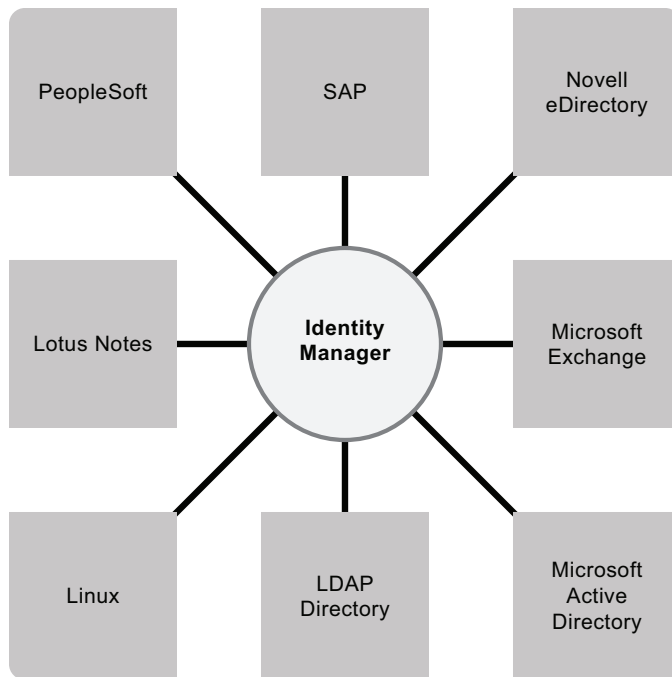 PeopleSoft
SAP
Novell
eDirectory
Lotus Notes
Identity
Manager
Microsoft
Exchange
Linux
LDAP
Directory
Microsoft
Active
Directory